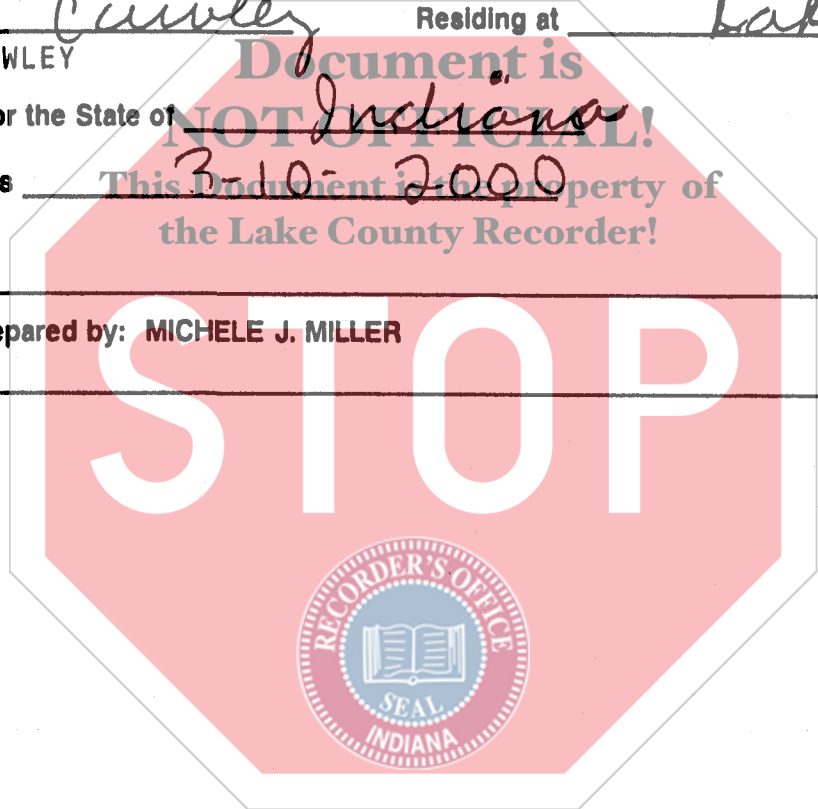 Cawley Residing at
WLEY
Document is
or the State of Indiana
NOT OFFICIAL!
s 3-10-2000
This Document is the property of
the Lake County Recorder!
epared by: MICHELE J. MILLER
STOP
RECORDER'S OFFICE
SEAL
INDIANA